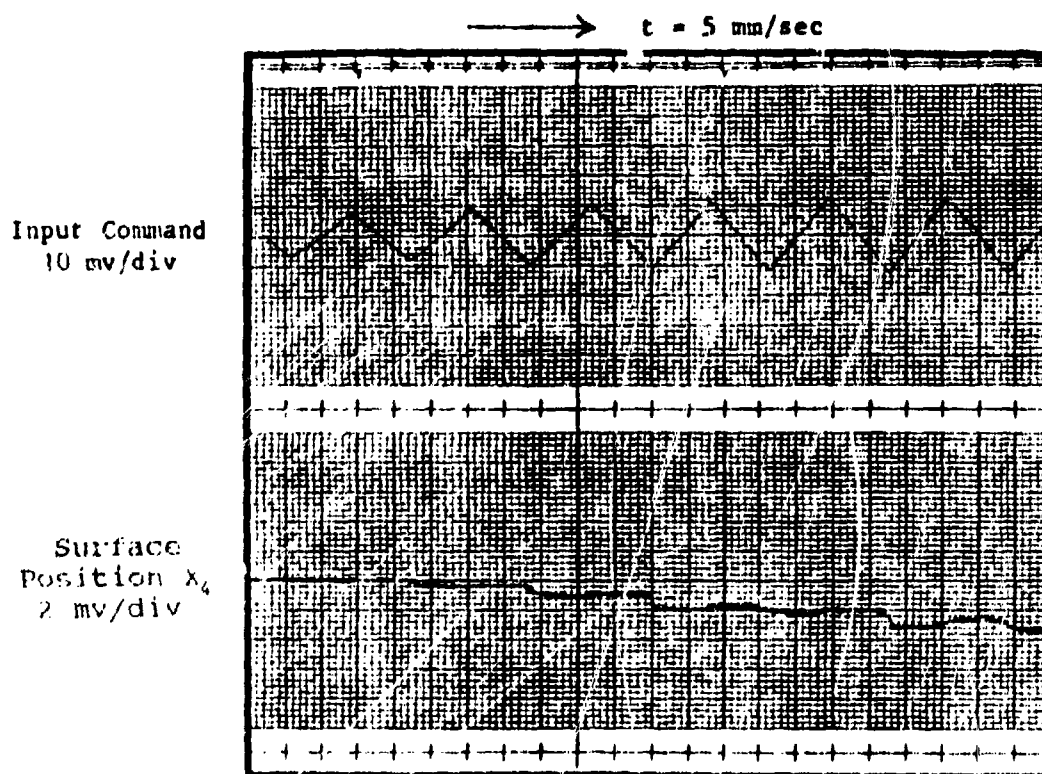 t = 5 mm/sec
Input Command
10 mv/div
Surface
Position X₄
2 mv/div